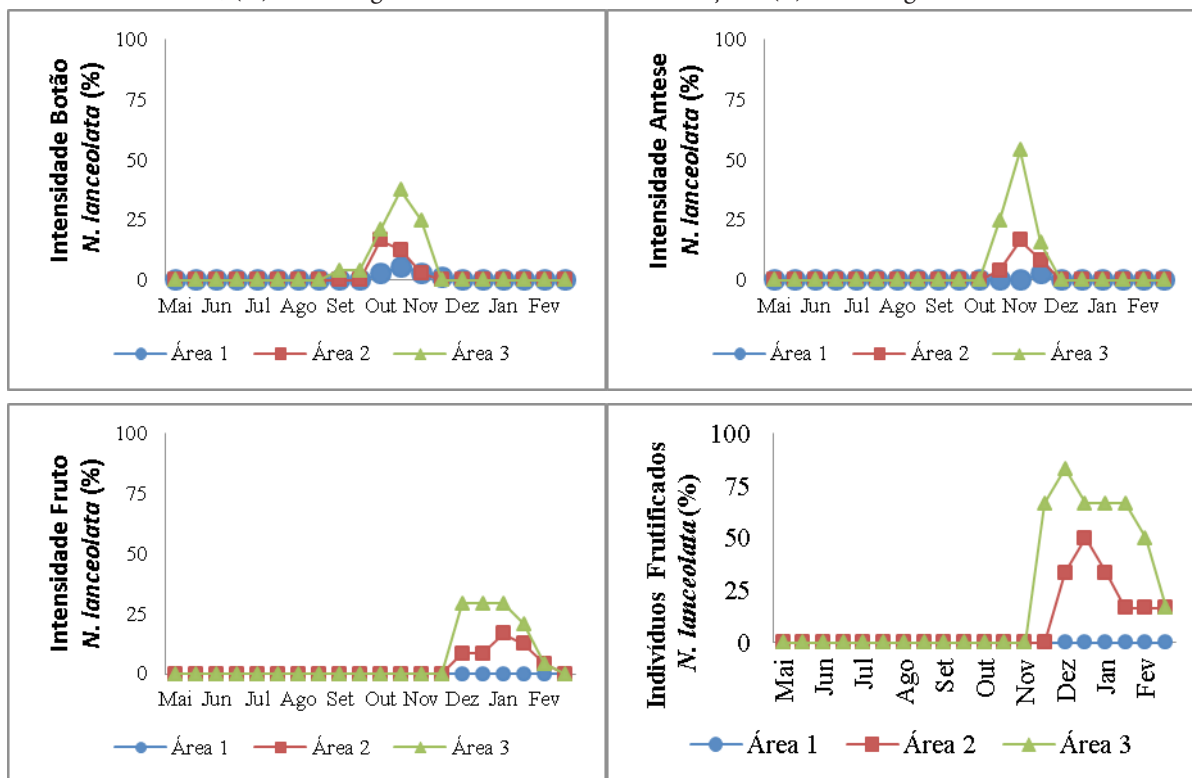 100
75
50
25
0
Intensidade Botão
N. lanceolata (%)
Mai Jun Jul Ago Set Out Nov Dez Jan Fev
Área 1 Área 2 Área 3
100
75
50
25
0
Intensidade Antese
N. lanceolata (%)
Mai Jun Jul Ago Set Out Nov Dez Jan Fev
Área 1 Área 2 Área 3
100
75
50
25
0
Intensidade Fruto
N. lanceolata (%)
Mai Jun Jul Ago Set Out Nov Dez Jan Fev
Área 1 Área 2 Área 3
100
75
50
25
0
Indivíduos Frutificados
N. lanceolata (%)
Mai Jun Jul Ago Set Out Nov Dez Jan Fev
Área 1 Área 2 Área 3